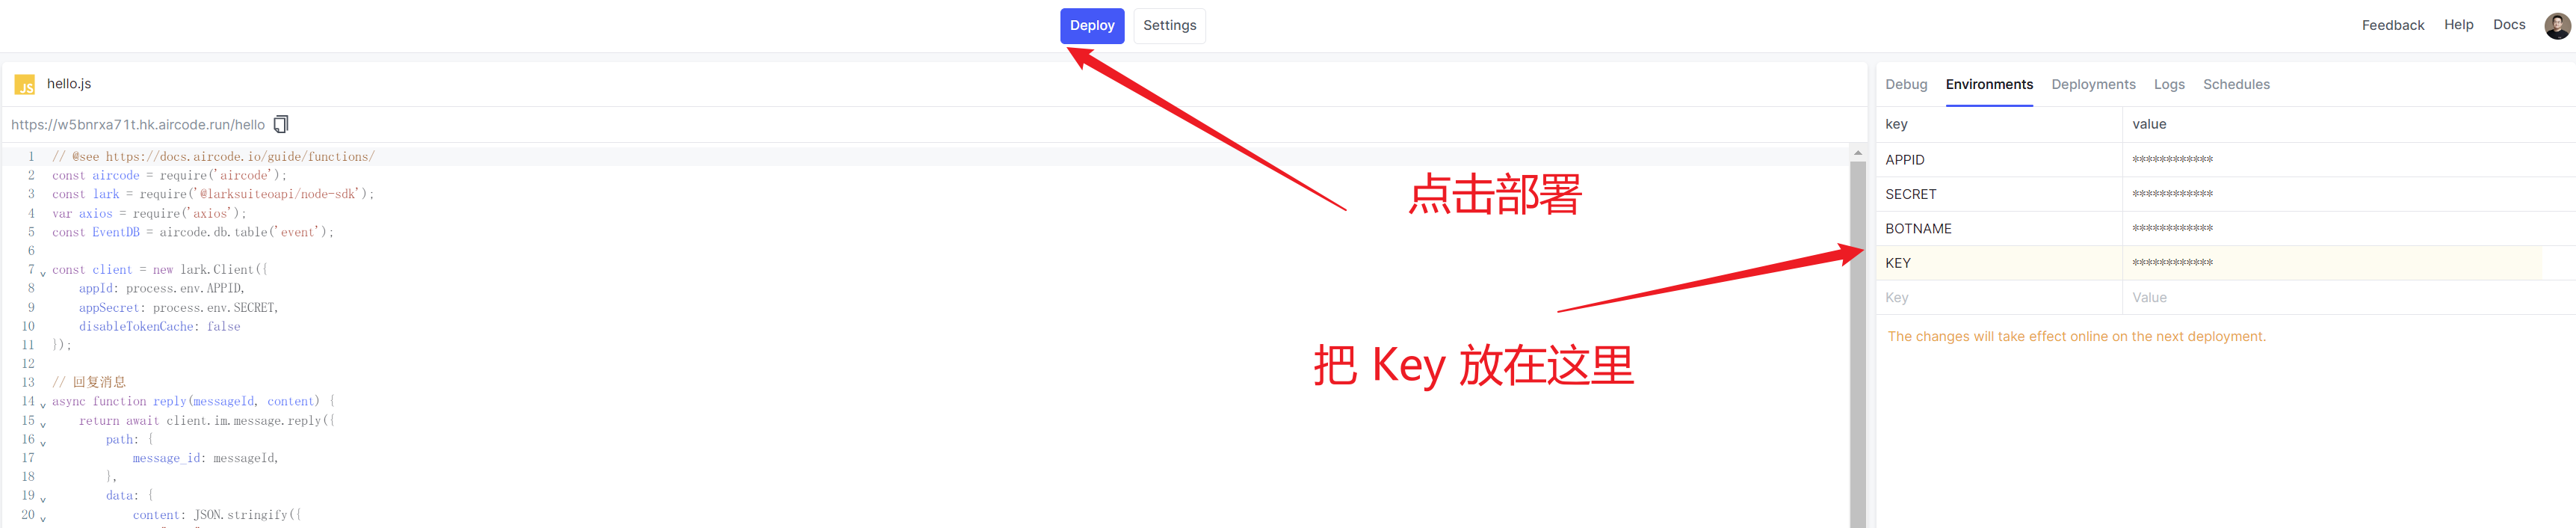 Deploy Settings Feedback Help Docs
JS hello.js
https://w5bnrxa71t.hk.aircode.run/hello
1 // @see https://docs.aircode.io/guide/functions/
2 const aircode = require('aircode');
3 const lark = require('@larksuiteoapi/node-sdk');
4 var axios = require('axios');
5 const EventDB = aircode.db.table('event');
6
7 const client = new lark.Client({
8 appId: process.env.APPID,
9 appSecret: process.env.SECRET,
10 disableTokenCache: false
11 });
12
13 // 回复消息
14 async function reply(messageId, content) {
15 return await client.im.message.reply({
16 path: {
17 message_id: messageId,
18 },
19 data: {
20 content: JSON.stringify({
点击部署
把 Key 放在这里
Debug Environments Deployments Logs Schedules
key value
APPID ************
SECRET ************
BOTNAME ************
KEY ************
Key Value
The changes will take effect online on the next deployment.